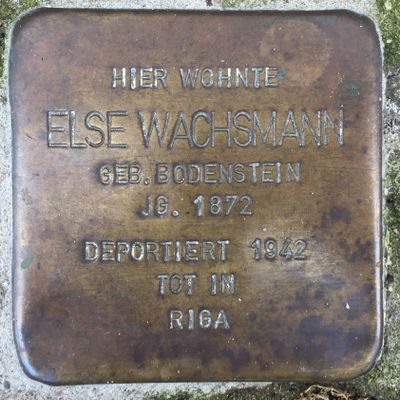 HIER WOHNTE
ELSE WACHSMANN
GEB. BODENSTEIN
JG. 1872
DEPORTIERT 1942
TOT IN
RIGA